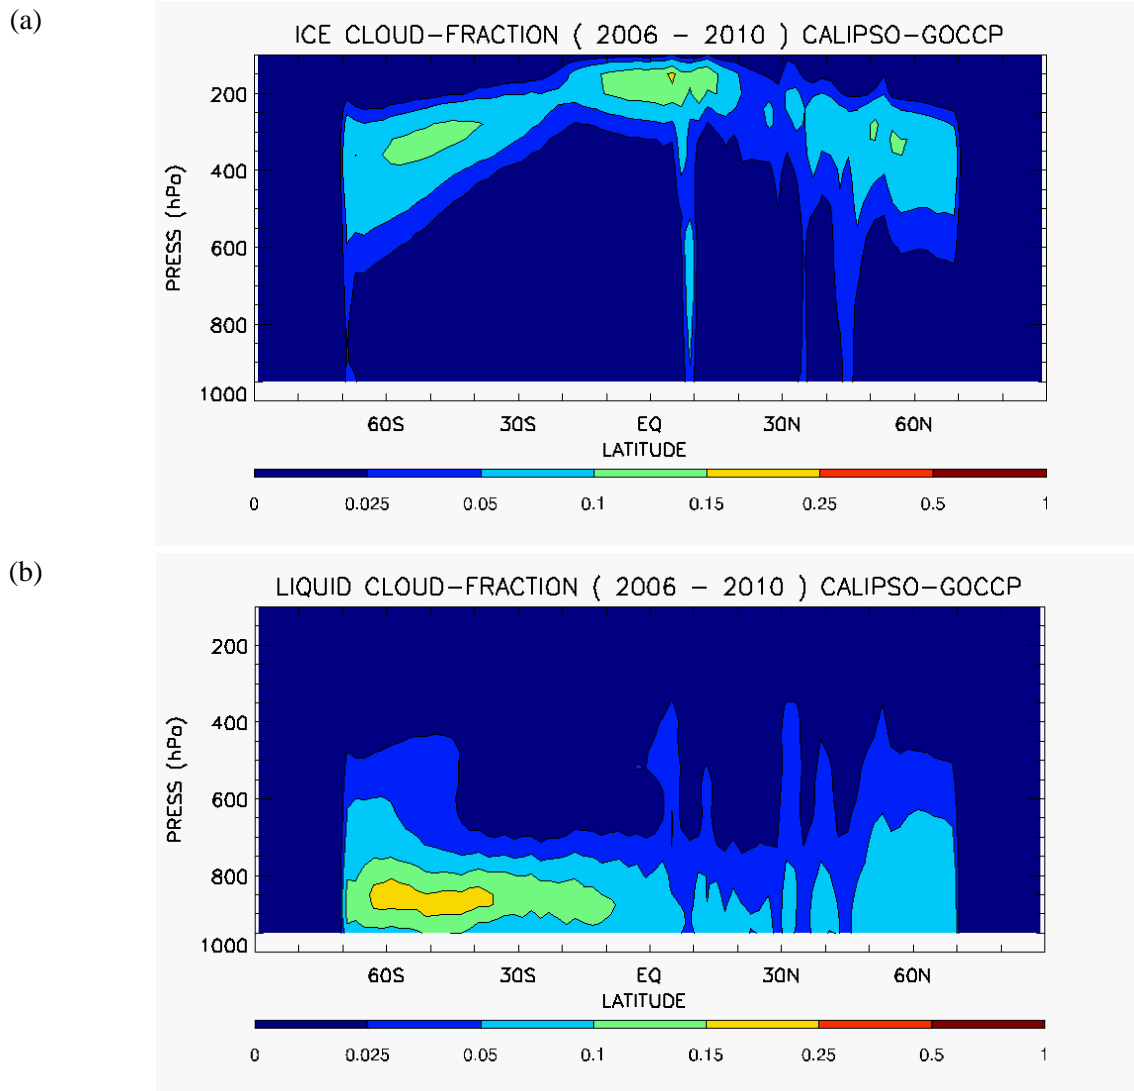 (a)
ICE CLOUD-FRACTION ( 2006 - 2010 ) CALIPSO-GOCCP
PRESS (hPa)
200
400
600
800
1000
60S 30S EQ 30N 60N
LATITUDE
0 0.025 0.05 0.1 0.15 0.25 0.5 1
(b)
LIQUID CLOUD-FRACTION ( 2006 - 2010 ) CALIPSO-GOCCP
PRESS (hPa)
200
400
600
800
1000
60S 30S EQ 30N 60N
LATITUDE
0 0.025 0.05 0.1 0.15 0.25 0.5 1